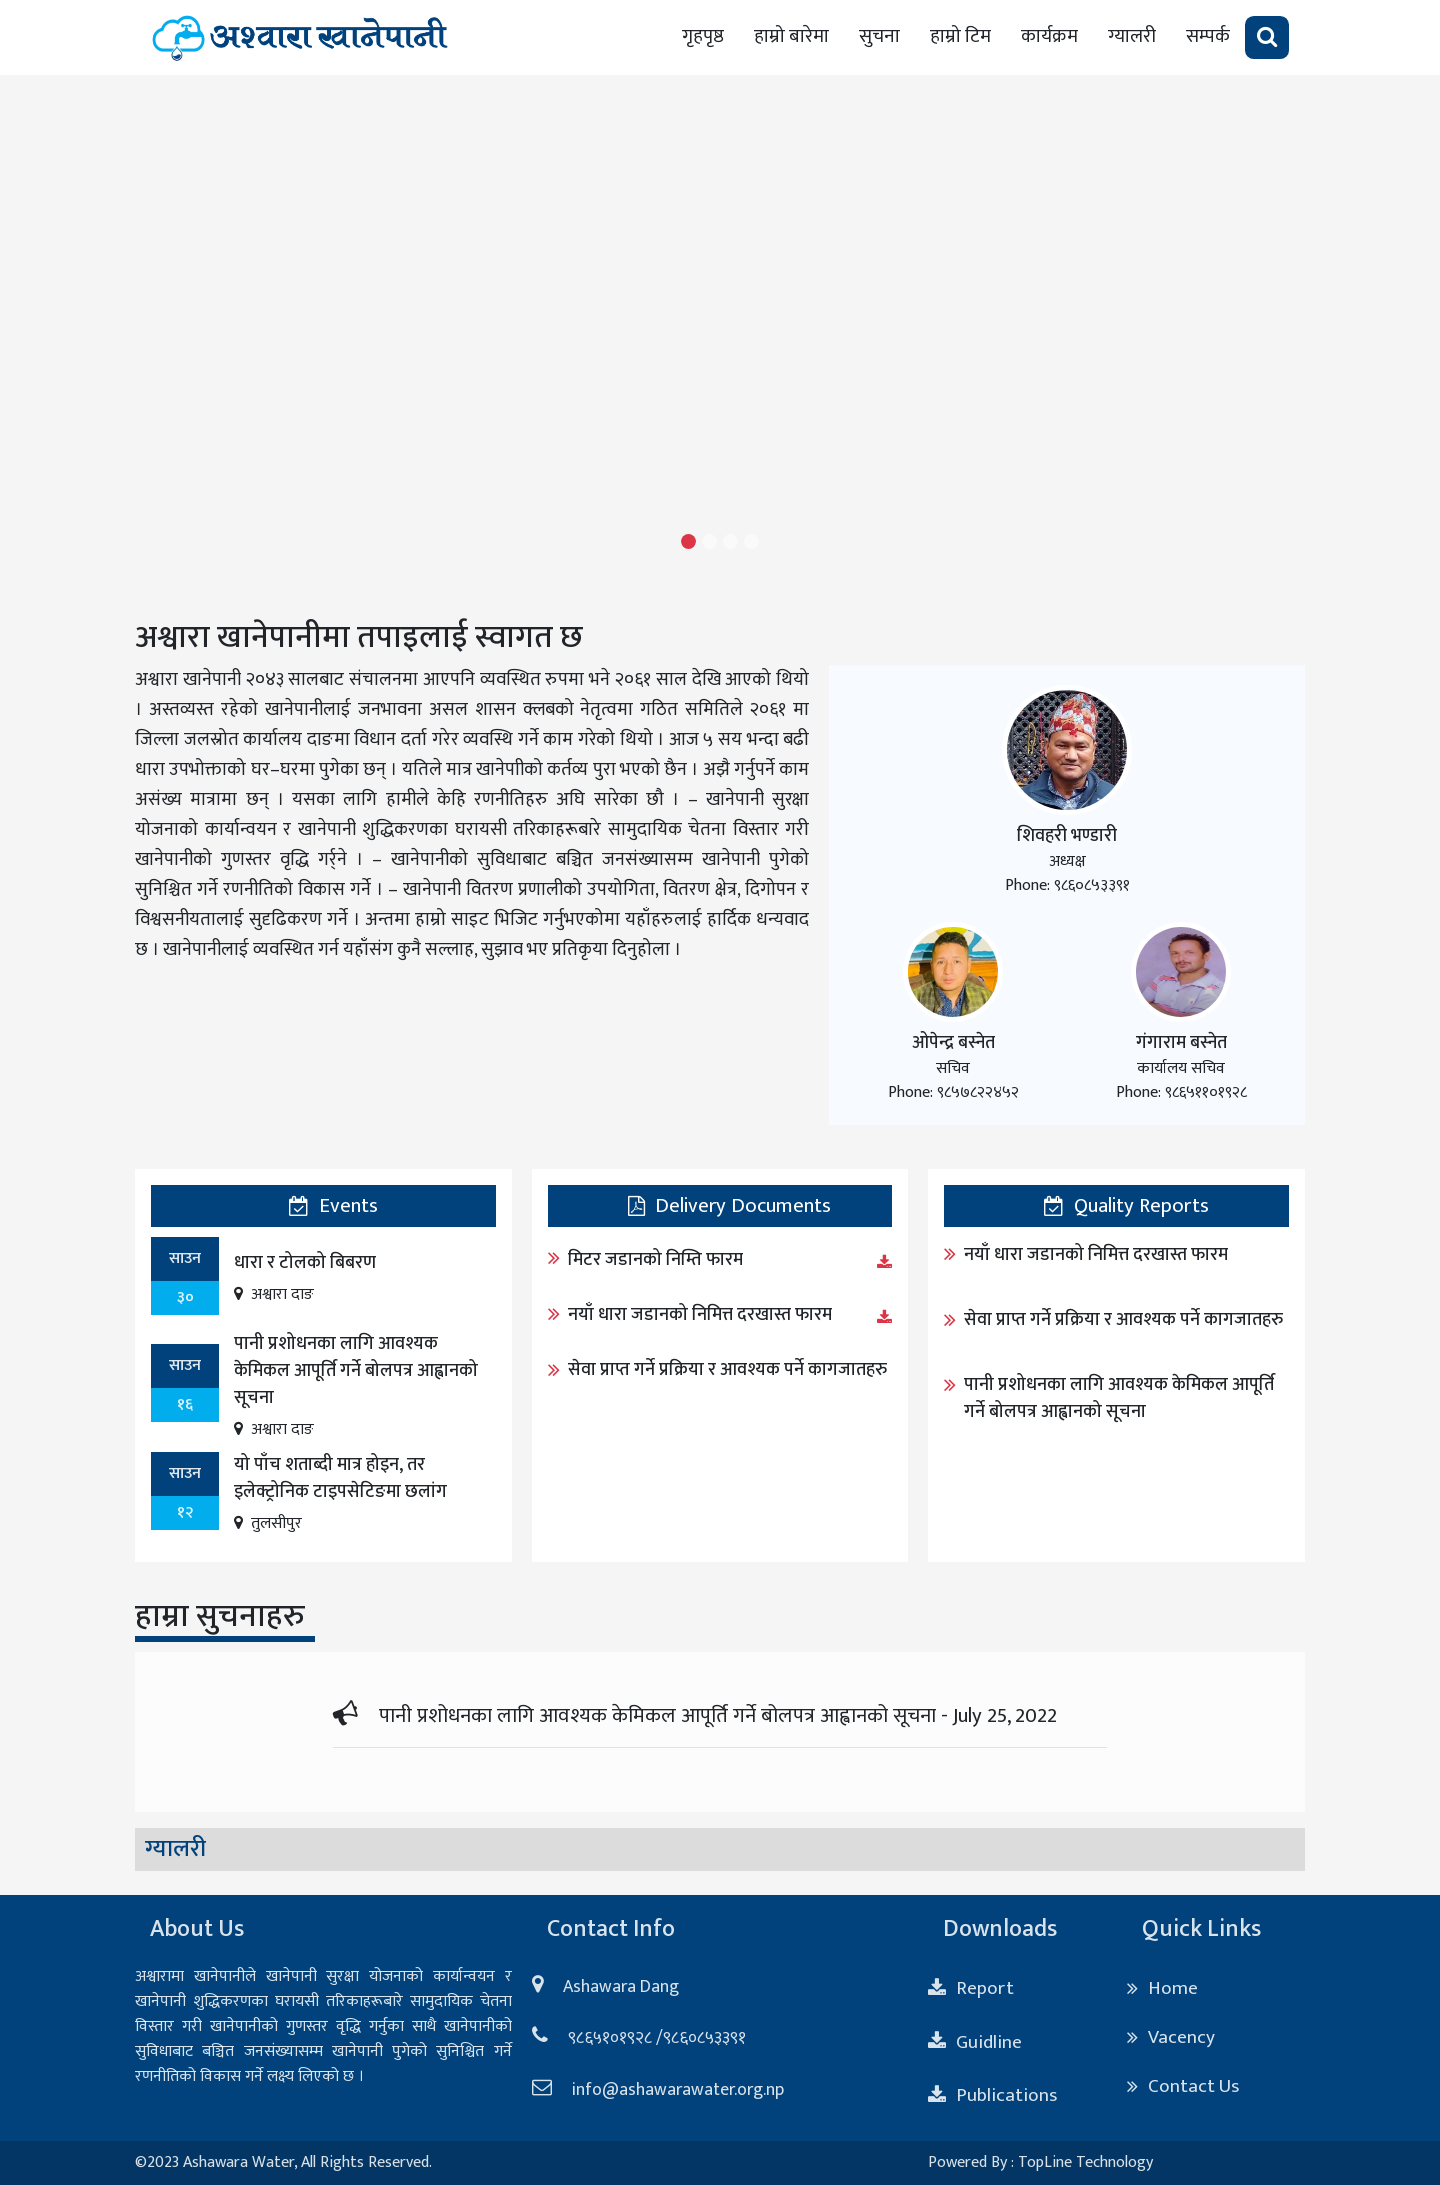 अश्वारा खानेपानी
गृहपृष्ठ हाम्रो बारेमा सुचना हाम्रो टिम कार्यक्रम ग्यालरी सम्पर्क
अश्वारा खानेपानीमा तपाइलाई स्वागत छ
अश्वारा खानेपानी २०४३ सालबाट संचालनमा आएपनि व्यवस्थित रुपमा भने २०६१ साल देखि आएको थियो
। अस्तव्यस्त रहेको खानेपानीलाई जनभावना असल शासन क्लबको नेतृत्वमा गठित समितिले २०६१ मा
जिल्ला जलस्रोत कार्यालय दाङमा विधान दर्ता गरेर व्यवस्थि गर्ने काम गरेको थियो । आज ५ सय भन्दा बढी
धारा उपभोक्ताको घर–घरमा पुगेका छन् । यतिले मात्र खानेपाीको कर्तव्य पुरा भएको छैन । अझै गर्नुपर्ने काम
असंख्य मात्रामा छन् । यसका लागि हामीले केहि रणनीतिहरु अघि सारेका छौ । – खानेपानी सुरक्षा
योजनाको कार्यान्वयन र खानेपानी शुद्धिकरणका घरायसी तरिकाहरूबारे सामुदायिक चेतना विस्तार गरी
खानेपानीको गुणस्तर वृद्धि गर्र्ने । – खानेपानीको सुविधाबाट बञ्चित जनसंख्यासम्म खानेपानी पुगेको
सुनिश्चित गर्ने रणनीतिको विकास गर्ने । – खानेपानी वितरण प्रणालीको उपयोगिता, वितरण क्षेत्र, दिगोपन र
विश्वसनीयतालाई सुदृढिकरण गर्ने । अन्तमा हाम्रो साइट भिजिट गर्नुभएकोमा यहाँहरुलाई हार्दिक धन्यवाद
छ । खानेपानीलाई व्यवस्थित गर्न यहाँसंग कुनै सल्लाह, सुझाव भए प्रतिकृया दिनुहोला ।
शिवहरी भण्डारी
अध्यक्ष
Phone: ९८६०८५३३९१
ओपेन्द्र बस्नेत
सचिव
Phone: ९८५७८२२४५२
गंगाराम बस्नेत
कार्यालय सचिव
Phone: ९८६५११०१९२८
Events
साउन
३०
धारा र टोलको बिबरण
अश्वारा दाङ
साउन
१६
पानी प्रशोधनका लागि आवश्यक
केमिकल आपूर्ति गर्ने बोलपत्र आह्वानको
सूचना
अश्वारा दाङ
साउन
१२
यो पाँच शताब्दी मात्र होइन, तर
इलेक्ट्रोनिक टाइपसेटिङमा छलांग
तुलसीपुर
Delivery Documents
मिटर जडानको निम्ति फारम
नयाँ धारा जडानको निमित्त दरखास्त फारम
सेवा प्राप्त गर्ने प्रक्रिया र आवश्यक पर्ने कागजातहरु
Quality Reports
नयाँ धारा जडानको निमित्त दरखास्त फारम
सेवा प्राप्त गर्ने प्रक्रिया र आवश्यक पर्ने कागजातहरु
पानी प्रशोधनका लागि आवश्यक केमिकल आपूर्ति
गर्ने बोलपत्र आह्वानको सूचना
हाम्रा सुचनाहरु
पानी प्रशोधनका लागि आवश्यक केमिकल आपूर्ति गर्ने बोलपत्र आह्वानको सूचना - July 25, 2022
ग्यालरी
About Us
अश्वारामा खानेपानीले खानेपानी सुरक्षा योजनाको कार्यान्वयन र
खानेपानी शुद्धिकरणका घरायसी तरिकाहरूबारे सामुदायिक चेतना
विस्तार गरी खानेपानीको गुणस्तर वृद्धि गर्नुका साथै खानेपानीको
सुविधाबाट बञ्चित जनसंख्यासम्म खानेपानी पुगेको सुनिश्चित गर्ने
रणनीतिको विकास गर्ने लक्ष्य लिएको छ ।
Contact Info
Ashawara Dang
९८६५१०१९२८ /९८६०८५३३९१
info@ashawarawater.org.np
Downloads
Report
Guidline
Publications
Quick Links
Home
Vacency
Contact Us
©2023 Ashawara Water, All Rights Reserved.
Powered By : TopLine Technology